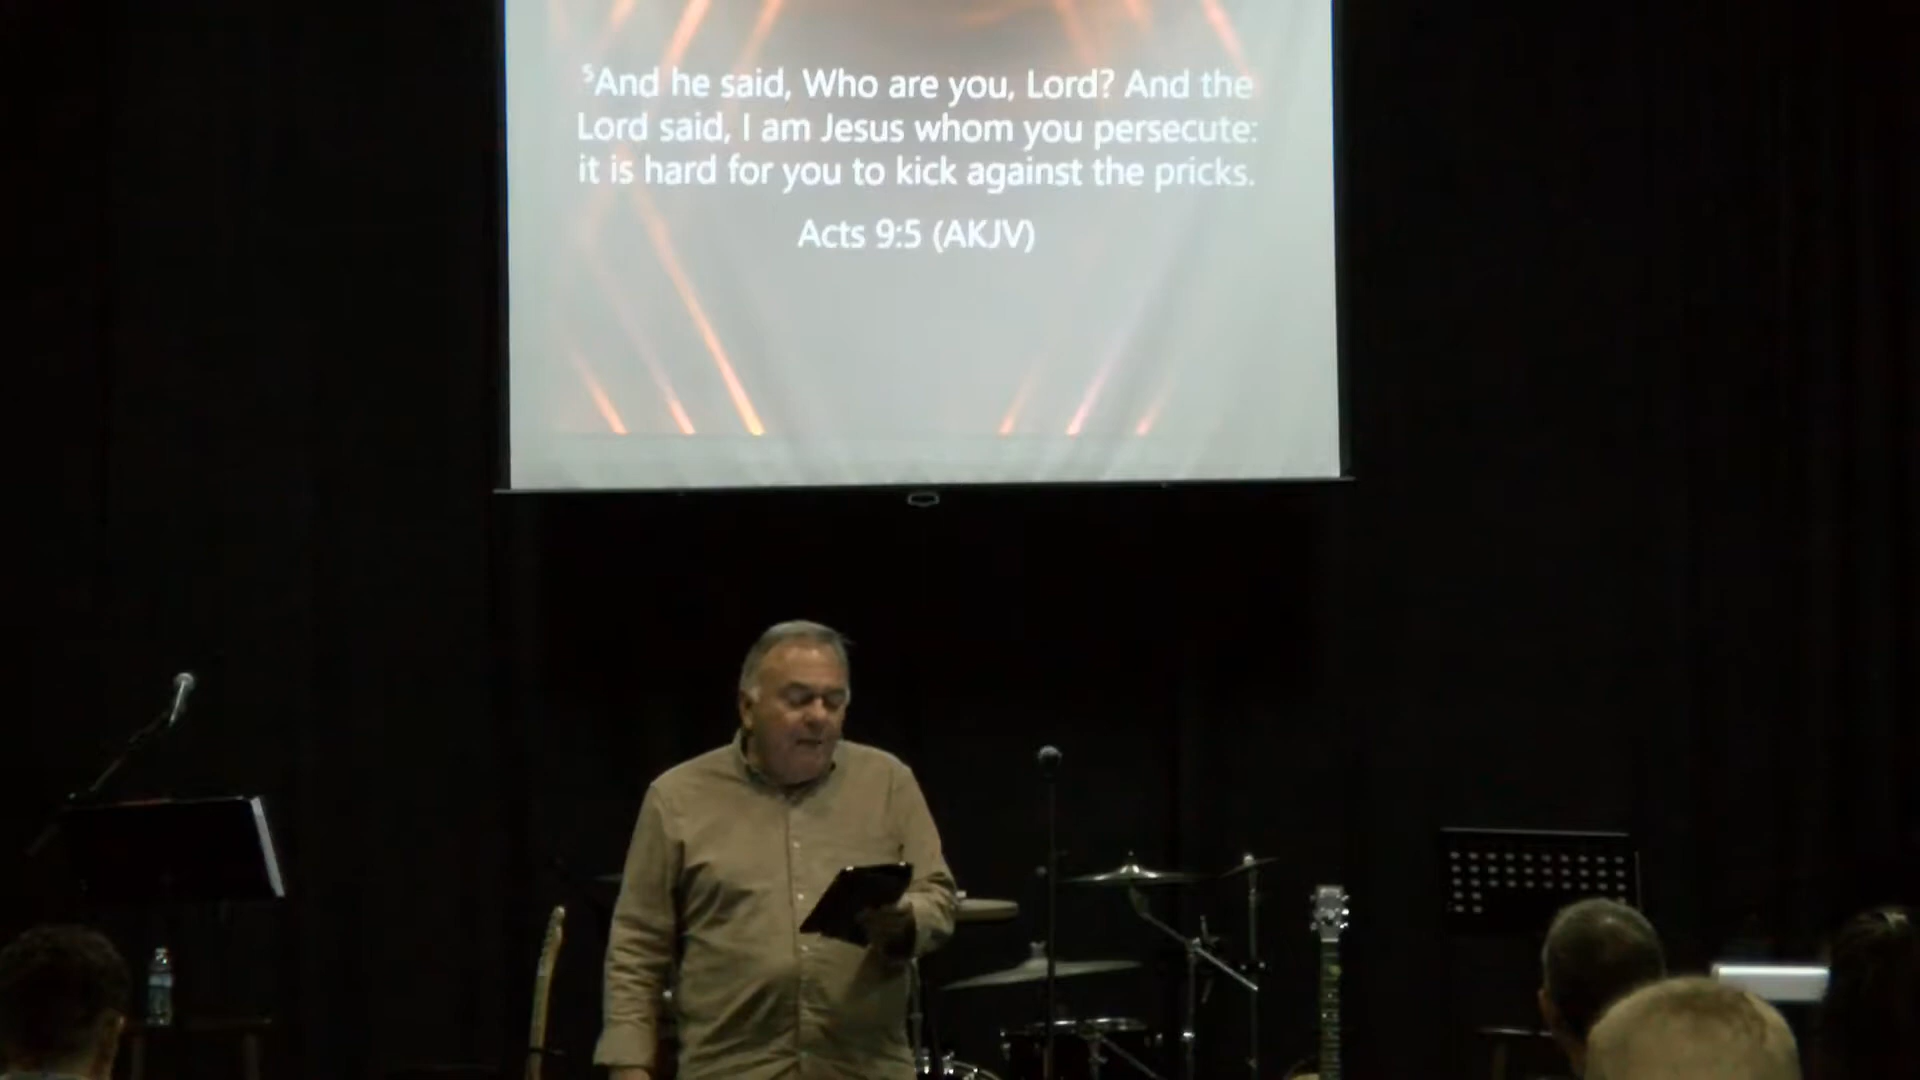 ⁵And he said, Who are you, Lord? And the
Lord said, I am Jesus whom you persecute:
it is hard for you to kick against the pricks.
Acts 9:5 (AKJV)